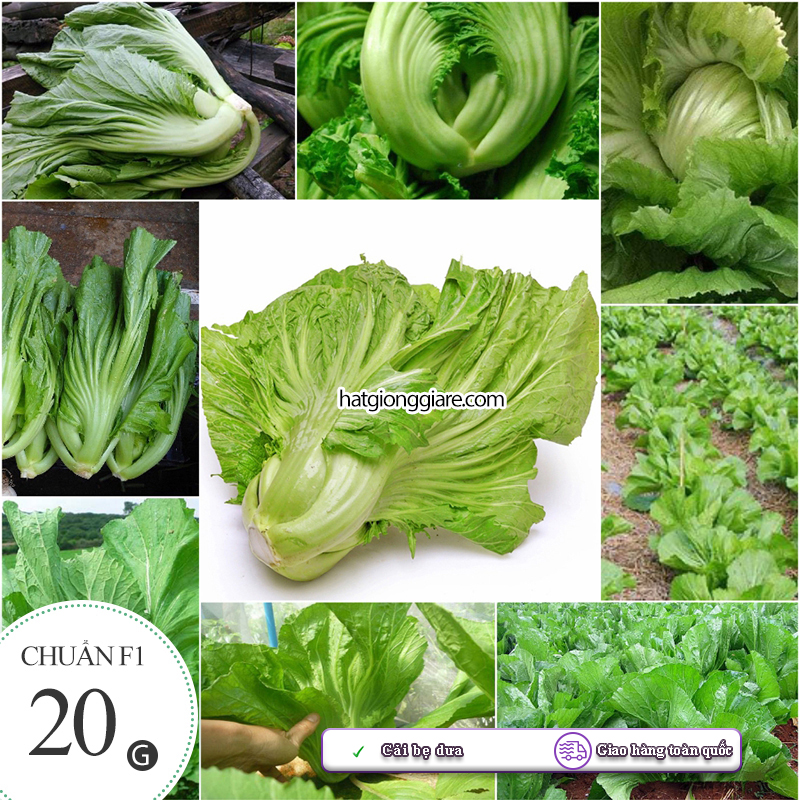 hatgionggiare.com
CHUẨN F1
20 G
✓ Cải bẹ dưa
Giao hàng toàn quốc